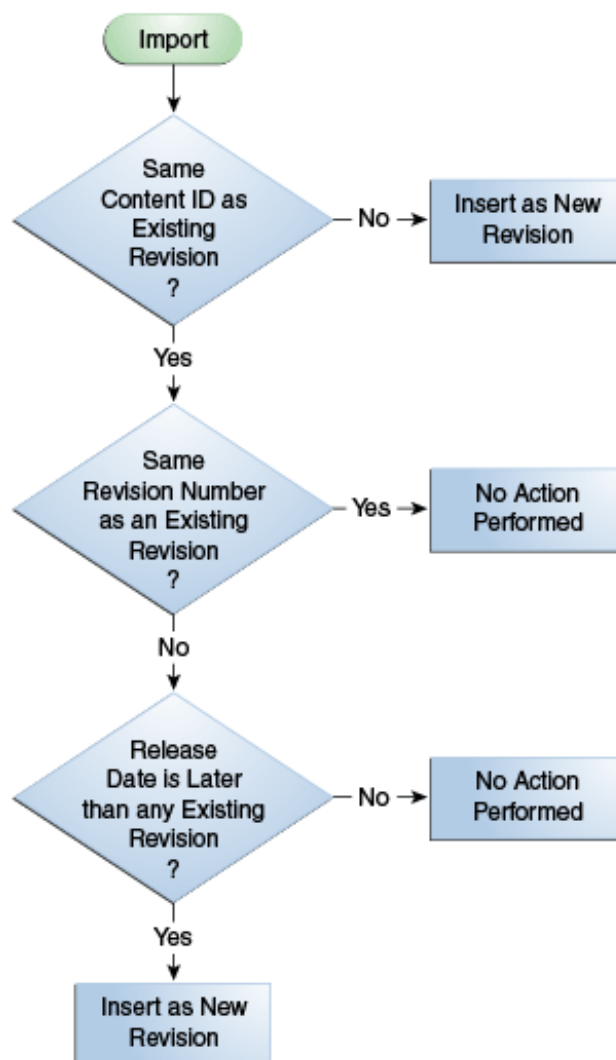 Import
Same
Content ID as
Existing
Revision
?
No
Insert as New
Revision
Yes
Same
Revision Number
as an Existing
Revision
?
Yes
No Action
Performed
No
Release
Date is Later
than any Existing
Revision
?
No
No Action
Performed
Yes
Insert as New
Revision